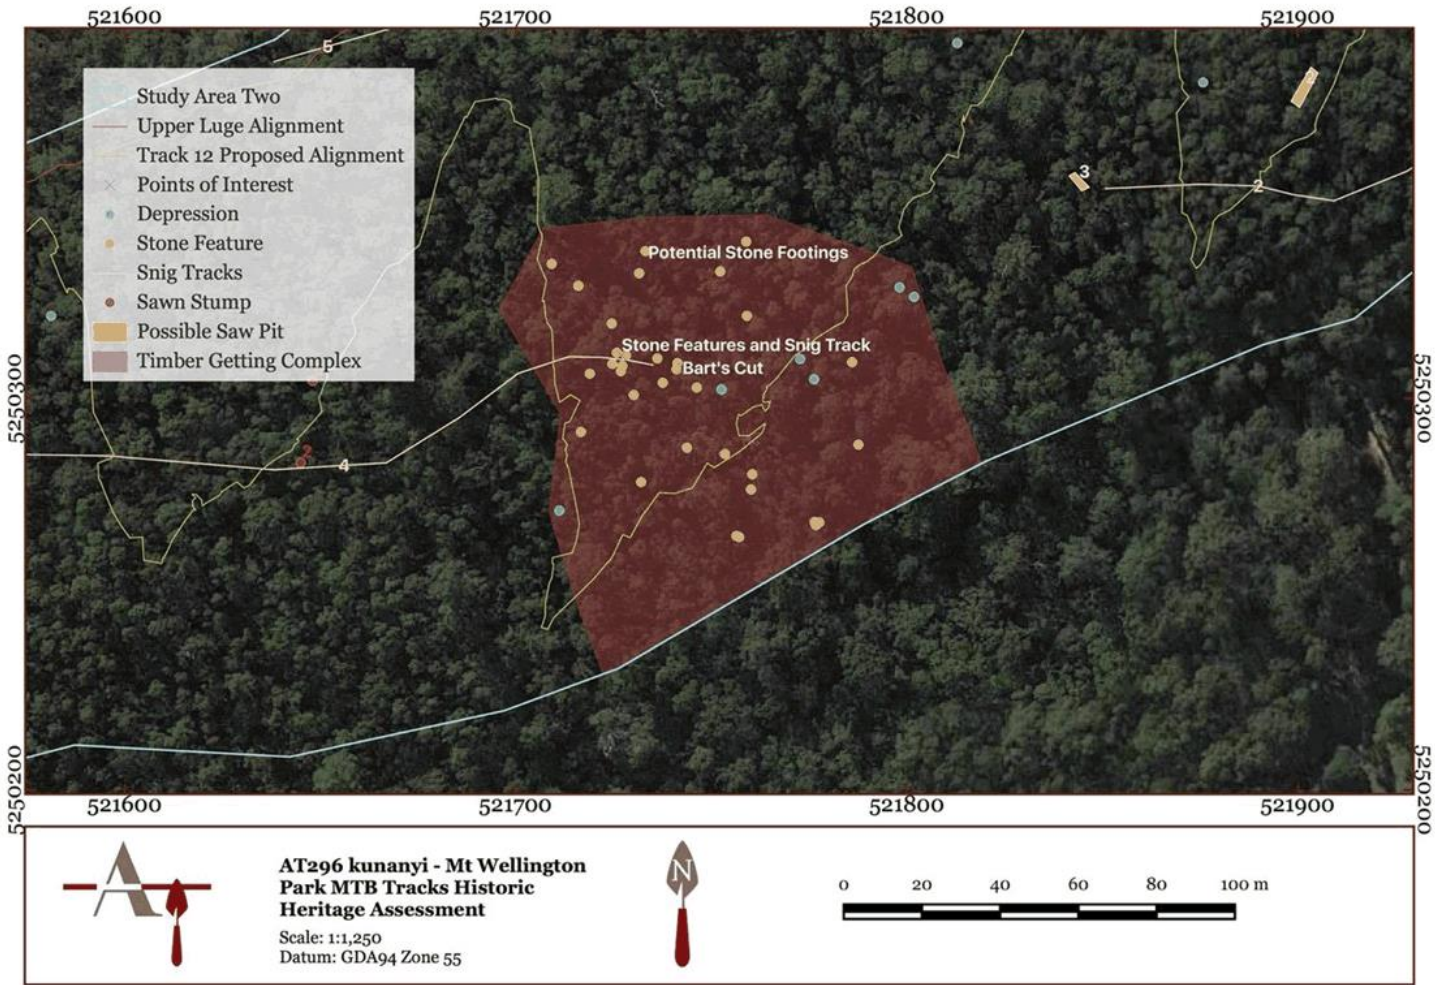 521600
521700
521800
521900
5
2
3
2
Study Area Two
Upper Luge Alignment
Track 12 Proposed Alignment
Points of Interest
Depression
Stone Feature
Snig Tracks
Sawn Stump
Possible Saw Pit
Timber Getting Complex
Potential Stone Footings
Stone Features and Snig Track
Bart's Cut
5250300
5250300
2
4
5250200
5250200
521600
521700
521800
521900
A
AT296 kunanyi - Mt Wellington
Park MTB Tracks Historic
Heritage Assessment
Scale: 1:1,250
Datum: GDA94 Zone 55
N
0 20 40 60 80 100 m